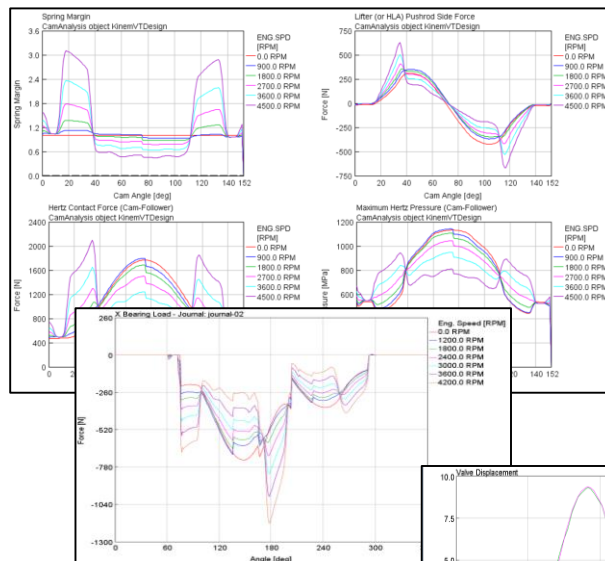 Spring Margin
CamAnalysis object KinemVTDesign
3.6
3.0
2.4
1.8
1.2
0.6
0
Spring Margin
0 20 40 60 80 100 120 140 152
Cam Angle [deg]
ENG.SPD
[RPM]
0.0 RPM
900.0 RPM
1800.0 RPM
2700.0 RPM
3600.0 RPM
4500.0 RPM
Lifter (or HLA) Pushrod Side Force
CamAnalysis object KinemVTDesign
750
500
250
0
-250
-500
-750
Force [N]
0 20 40 60 80 100 120 140 152
Cam Angle [deg]
ENG.SPD
[RPM]
0.0 RPM
900.0 RPM
1800.0 RPM
2700.0 RPM
3600.0 RPM
4500.0 RPM
Hertz Contact Force (Cam-Follower)
CamAnalysis object KinemVTDesign
2400
2000
1600
1200
800
400
0
Force [N]
0
ENG.SPD
[RPM]
0.0 RPM
900.0 RPM
1800.0 RPM
2700.0 RPM
3600.0 RPM
4500.0 RPM
Maximum Hertz Pressure (Cam-Follower)
CamAnalysis object KinemVTDesign
1200
1000
800
600
[MPa]
120 140 152
ENG.SPD
[RPM]
0.0 RPM
900.0 RPM
1800.0 RPM
2700.0 RPM
3600.0 RPM
4500.0 RPM
X Bearing Load - Journal: journal-02
260
0
-260
-520
-780
-1040
-1300
Force [N]
0 60 120 180 240 300
Angle [deg]
Eng. Speed [RPM]
0.0 RPM
1200.0 RPM
1800.0 RPM
2400.0 RPM
3000.0 RPM
3600.0 RPM
4200.0 RPM
Valve Displacement
10.0
7.5
5.0